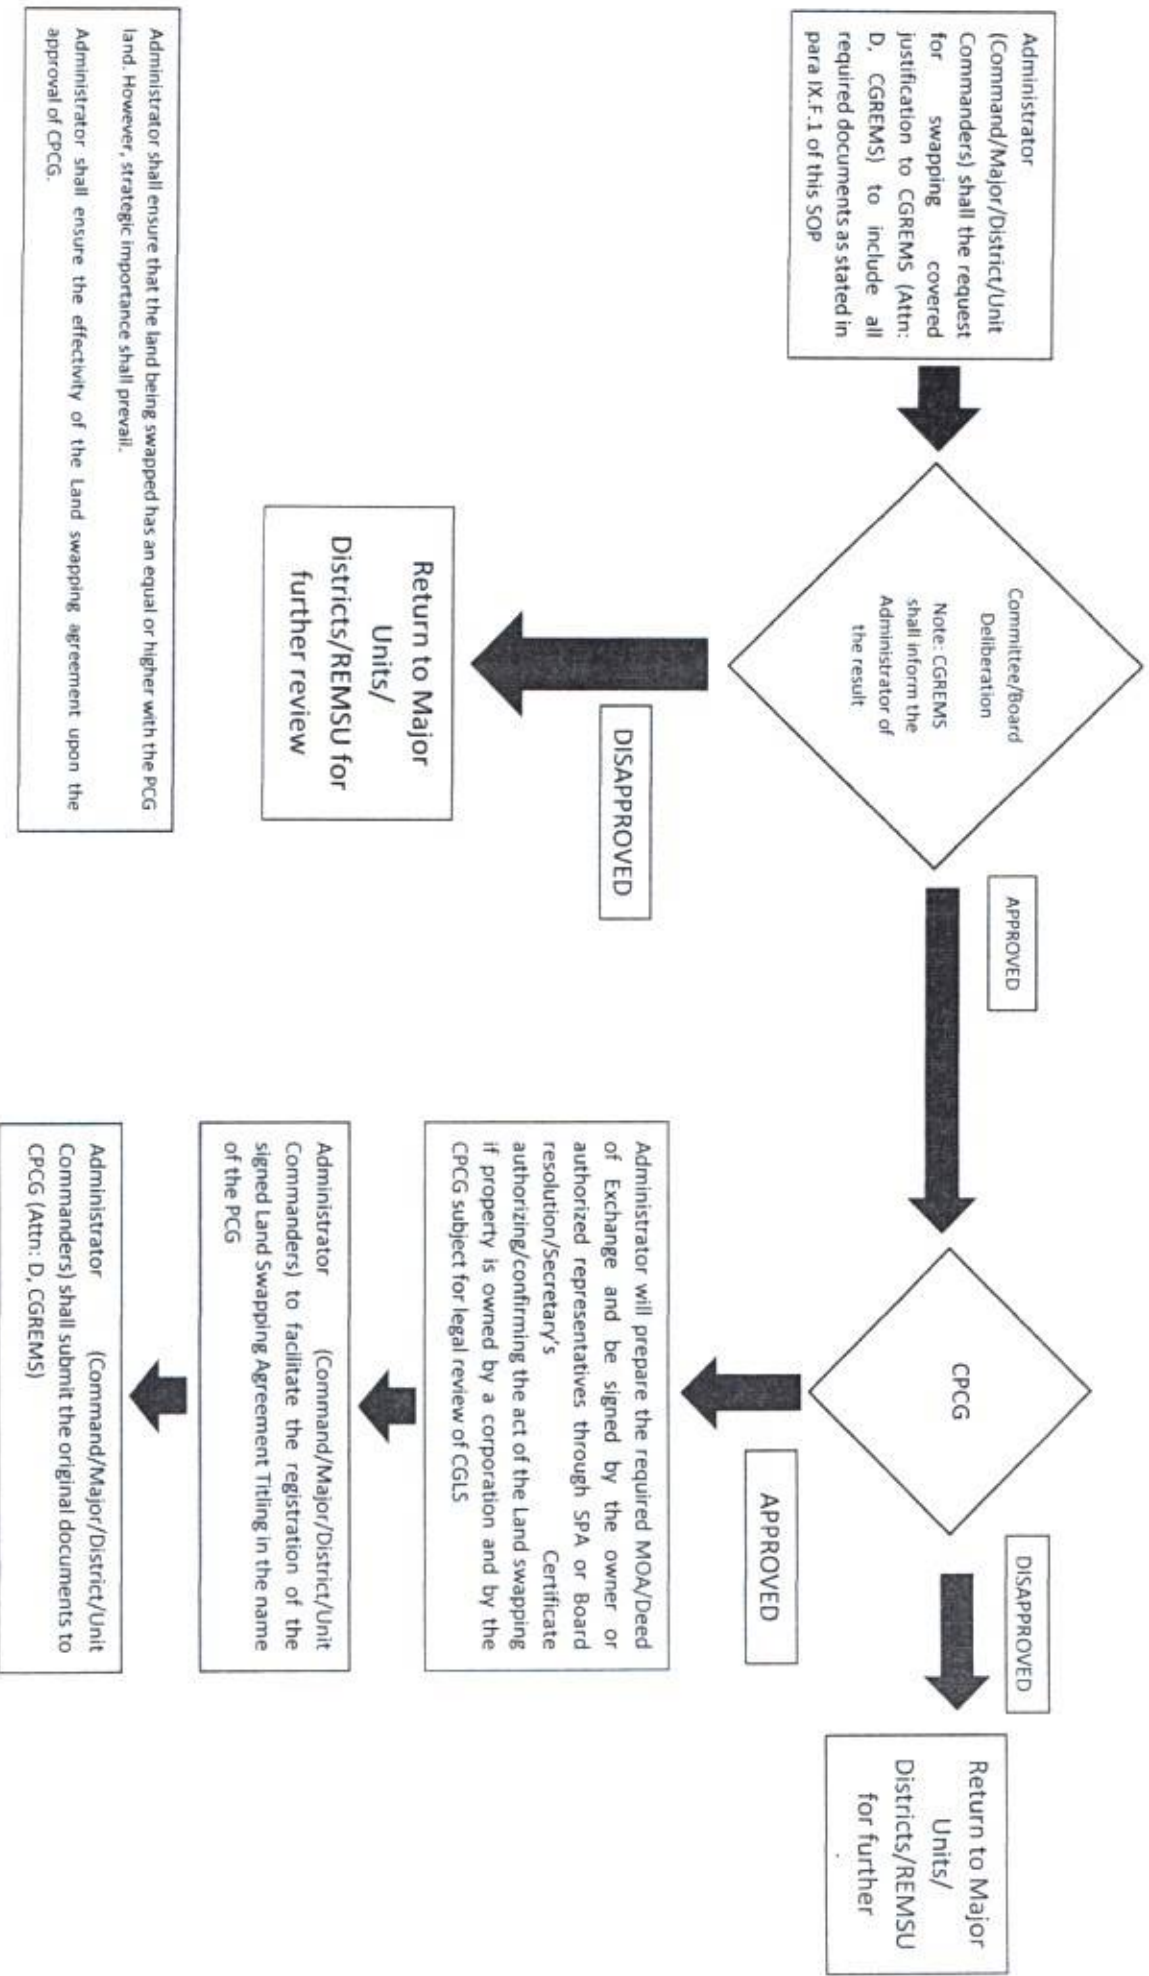 Administrator
(Command/Major/District/Unit
Commanders) shall the request
for swapping covered
justification to CGREMS (Attn:
D, CGREMS) to include all
required documents as stated in
para IX.F.1 of this SOP
Committee/Board
Deliberation
Note: CGREMS
shall inform the
Administrator of
the result
APPROVED
CPCG
DISAPPROVED
Return to Major
Units/
Districts/REMSU
for further
DISAPPROVED
Return to Major
Units/
Districts/REMSU for
further review
APPROVED
Administrator will prepare the required MOA/Deed
of Exchange and be signed by the owner or
authorized representatives through SPA or Board
resolution/Secretary's Certificate
authorizing/confirming the act of the Land swapping
if property is owned by a corporation and by the
CPCG subject for legal review of CGLS
Administrator (Command/Major/District/Unit
Commanders) to facilitate the registration of the
signed Land Swapping Agreement Titling in the name
of the PCG
Administrator (Command/Major/District/Unit
Commanders) shall submit the original documents to
CPCG (Attn: D, CGREMS)
Administrator shall ensure that the land being swapped has an equal or higher with the PCG
land. However, strategic importance shall prevail.
Administrator shall ensure the effectivity of the Land swapping agreement upon the
approval of CPCG.